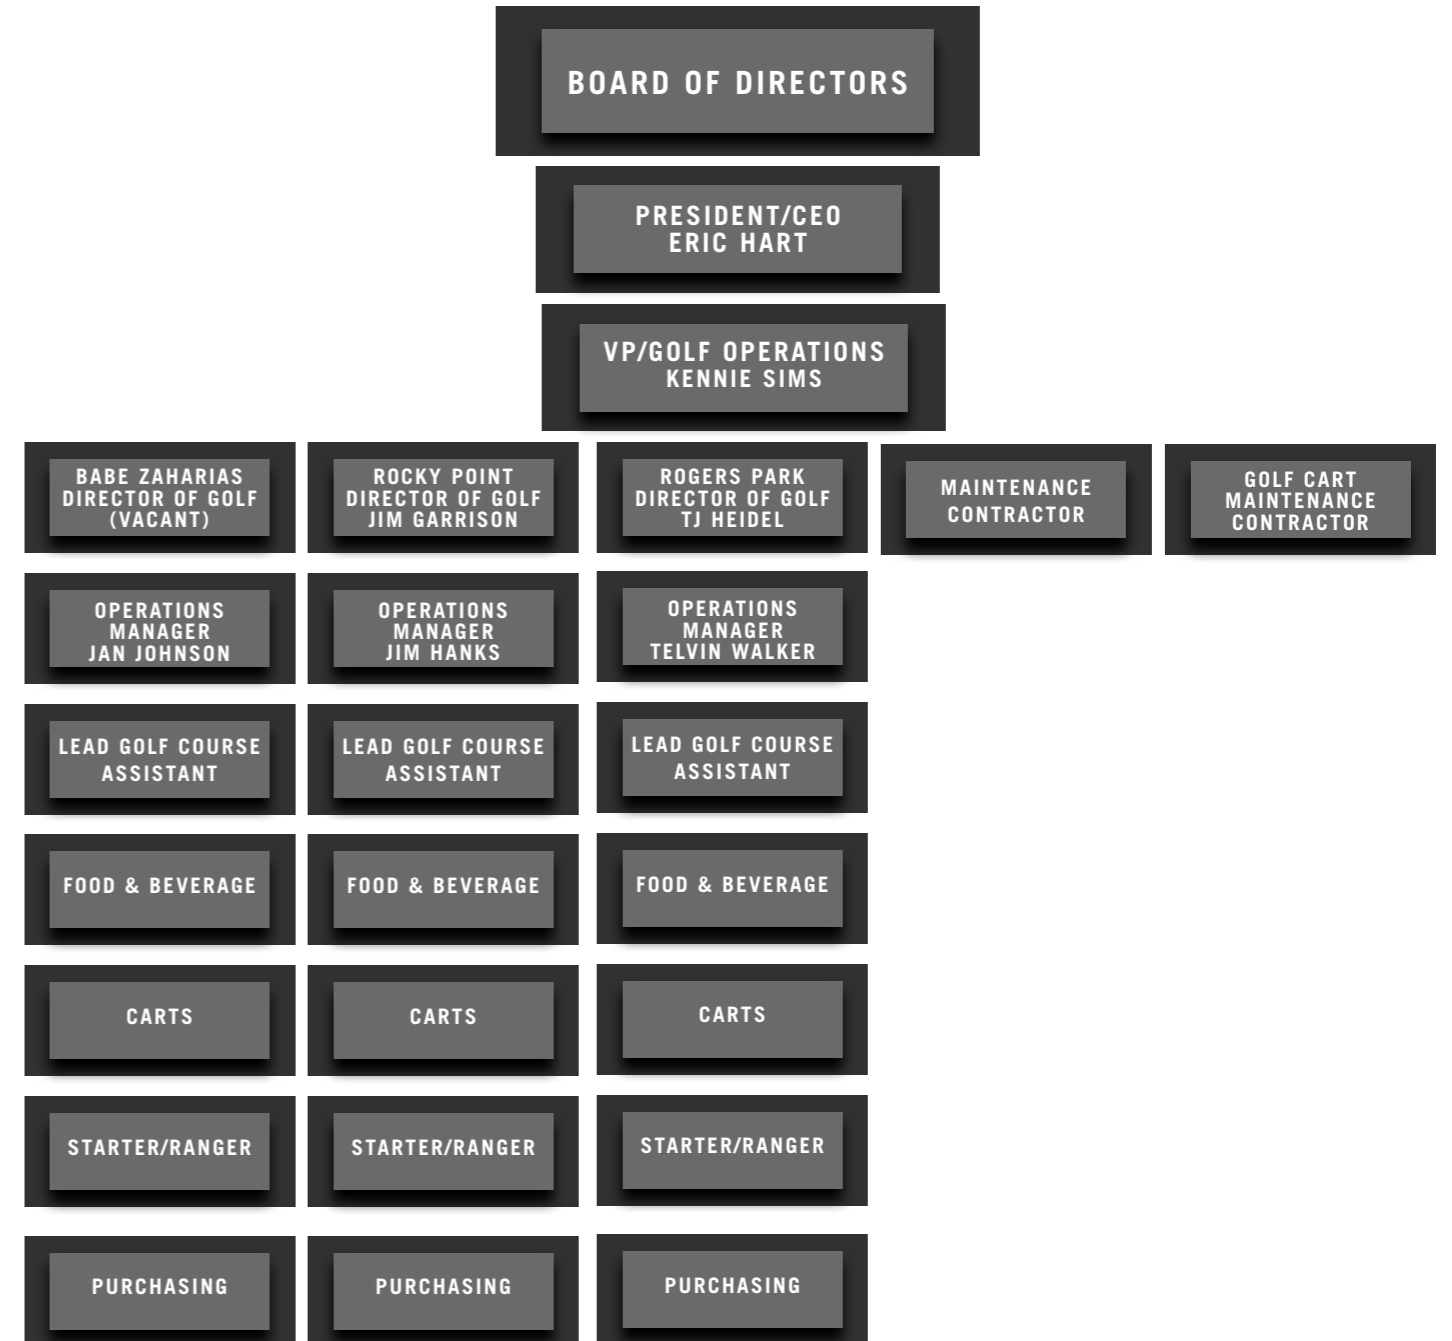 BOARD OF DIRECTORS
PRESIDENT/CEO
ERIC HART
VP/GOLF OPERATIONS
KENNIE SIMS
BABE ZAHARIAS
DIRECTOR OF GOLF
(VACANT)
ROCKY POINT
DIRECTOR OF GOLF
JIM GARRISON
ROGERS PARK
DIRECTOR OF GOLF
TJ HEIDEL
MAINTENANCE
CONTRACTOR
GOLF CART
MAINTENANCE
CONTRACTOR
OPERATIONS
MANAGER
JAN JOHNSON
OPERATIONS
MANAGER
JIM HANKS
OPERATIONS
MANAGER
TELVIN WALKER
LEAD GOLF COURSE
ASSISTANT
LEAD GOLF COURSE
ASSISTANT
LEAD GOLF COURSE
ASSISTANT
FOOD & BEVERAGE
FOOD & BEVERAGE
FOOD & BEVERAGE
CARTS
CARTS
CARTS
STARTER/RANGER
STARTER/RANGER
STARTER/RANGER
PURCHASING
PURCHASING
PURCHASING